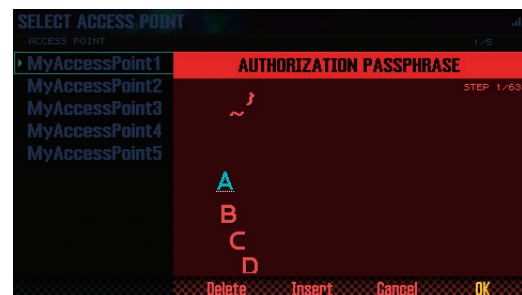 SELECT ACCESS POINT
ACCESS POINT 1/5
MyAccessPoint1
MyAccessPoint2
MyAccessPoint3
MyAccessPoint4
MyAccessPoint5
AUTHORIZATION PASSPHRASE
STEP 1/63
}
~
A
B
C
D
Delete Insert Cancel OK